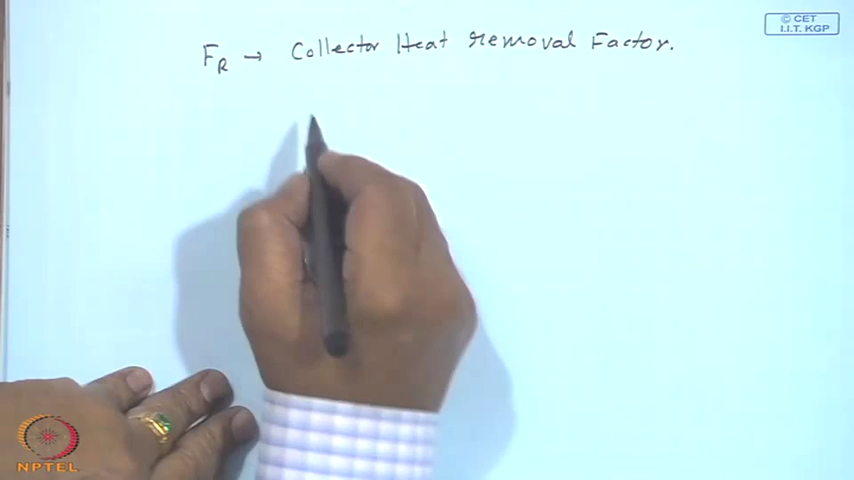 F_R → Collector Heat removal Factor.
© CET
I.I.T. KGP
NPTEL